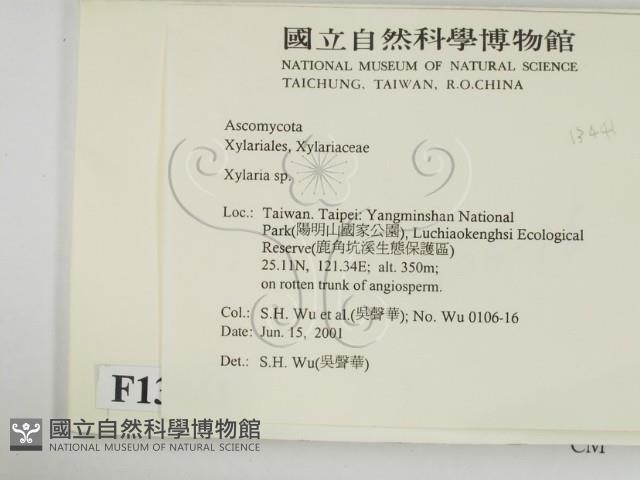 國立自然科學博物館
NATIONAL MUSEUM OF NATURAL SCIENCE
TAICHUNG, TAIWAN, R.O.CHINA
Ascomycota
13441
Xylariales, Xylariaceae
Xylaria sp.
Loc.: Taiwan. Taipei: Yangminshan National
Park(陽明山國家公園), Luchiaokenghsi Ecological
Reserve(鹿角坑溪生態保護區)
25.11N, 121.34E; alt. 350m;
on rotten trunk of angiosperm.
Col.: S.H. Wu et al.(吳聲華); No. Wu 0106-16
Date: Jun. 15, 2001
Det.: S.H. Wu(吳聲華)
F13
國立自然科學博物館
NATIONAL MUSEUM OF NATURAL SCIENCE
CM